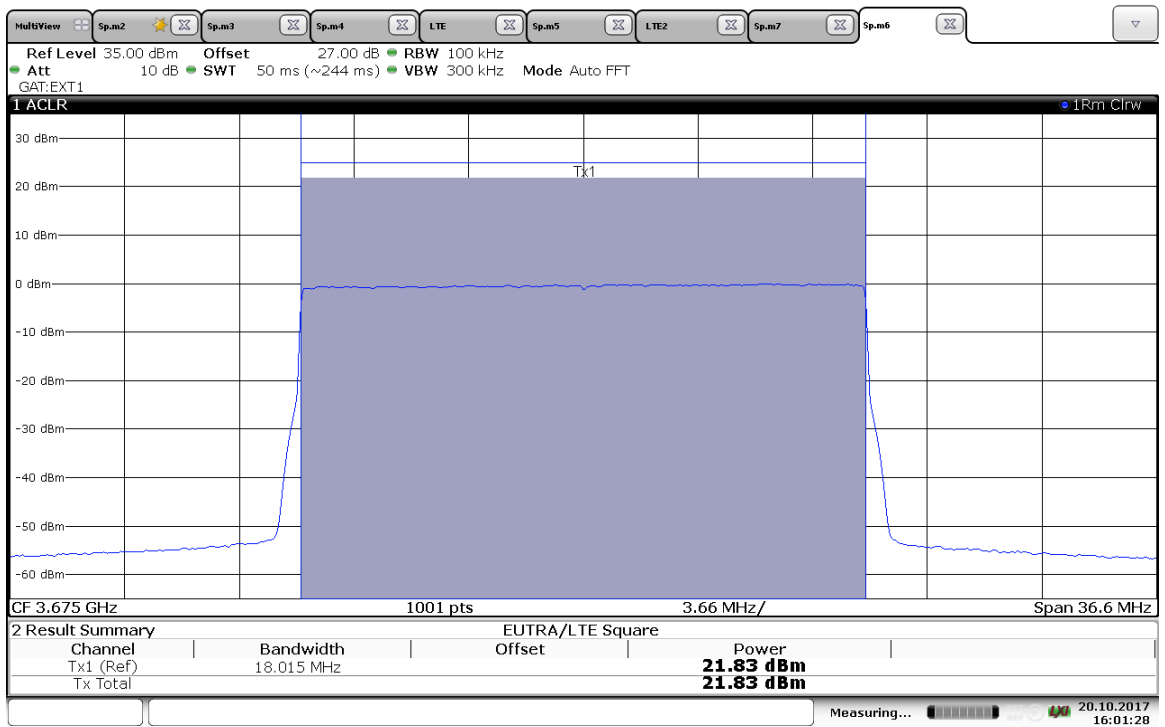 MultiView Sp.m2 Sp.m3 Sp.m4 LTE Sp.m5 LTE2 Sp.m7 Sp.m6
Ref Level 35.00 dBm Offset 27.00 dB RBW 100 kHz
Att 10 dB SWT 50 ms (~244 ms) VBW 300 kHz Mode Auto FFT
GAT:EXT1
1 ACLR 1Rm Clrw
30 dBm
Tx1
20 dBm
10 dBm
0 dBm
-10 dBm
-20 dBm
-30 dBm
-40 dBm
-50 dBm
-60 dBm
CF 3.675 GHz 1001 pts 3.66 MHz/ Span 36.6 MHz
2 Result Summary EUTRA/LTE Square
Channel Bandwidth Offset Power
Tx1 (Ref) 18.015 MHz 21.83 dBm
Tx Total 21.83 dBm
Measuring... REF LXI 20.10.2017
16:01:28